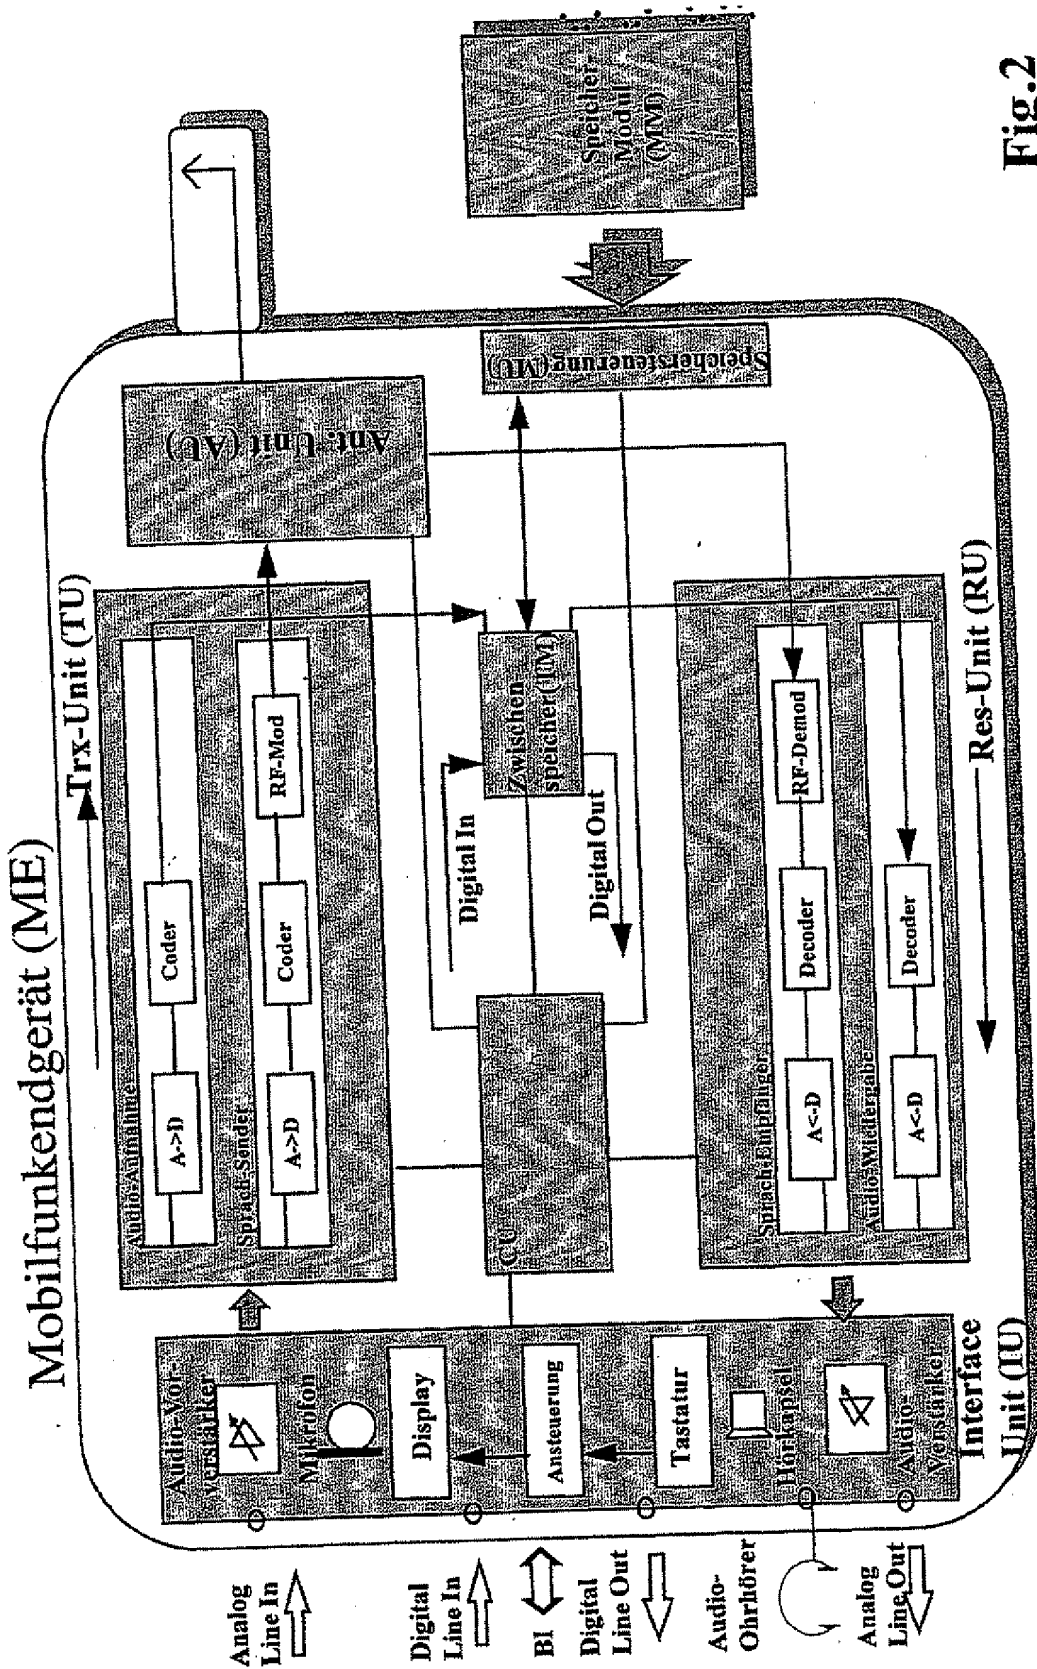 Mobilfunkendgerät (ME)
Trx-Unit (TU)
Audio-Aufnahme
A->D
Coder
Sprach-Sender
A->D
Coder
RF-Mod
Ant. Unit (AU)
Speicher-
Modul
(MM)
Speichersteuerung (MU)
Zwischen
speicher(TM)
Digital In
Digital Out
CU
Sprach-Empfänger
A<-D
Decoder
RF-Demod
Audio-Wiedergabe
A<-D
Decoder
Res-Unit (RU)
Audio-Vor-
verstärker
Mikrofon
Display
Ansteuerung
Tastatur
Hörkapsel
Audio-
Verstärker
Interface
Unit (IU)
Analog
Line In
Digital
Line In
BI
Digital
Line Out
Audio-
Ohrhörer
Analog
Line Out
Fig.2